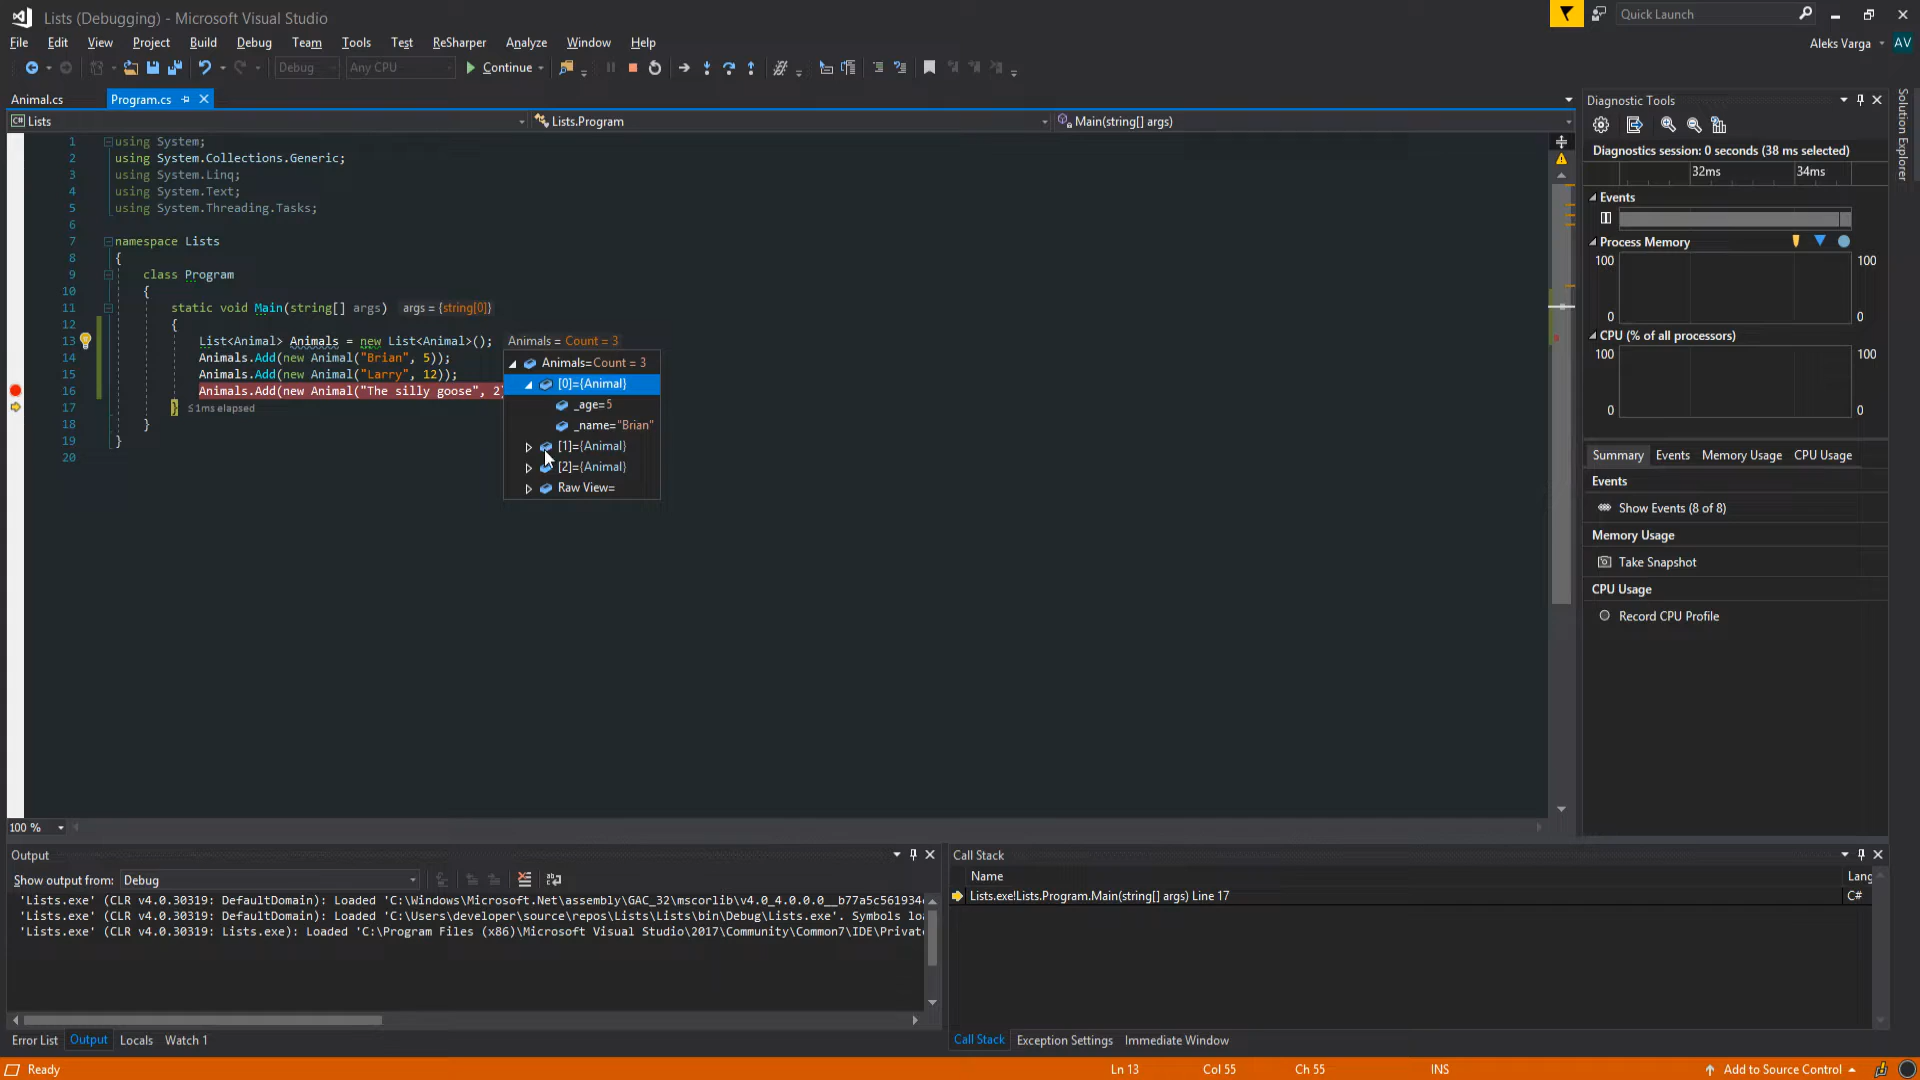 Lists (Debugging) - Microsoft Visual Studio
Quick Launch
File Edit View Project Build Debug Team Tools Test ReSharper Analyze Window Help
Aleks Varga AV
Debug Any CPU Continue
Animal.cs Program.cs
Lists Lists.Program Main(string[] args)
1 using System;
2 using System.Collections.Generic;
3 using System.Linq;
4 using System.Text;
5 using System.Threading.Tasks;
6
7 namespace Lists
8 {
9 class Program
10 {
11 static void Main(string[] args) args = {string[0]}
12 {
13 List<Animal> Animals = new List<Animal>(); Animals = Count = 3
14 Animals.Add(new Animal("Brian", 5));
15 Animals.Add(new Animal("Larry", 12));
16 Animals.Add(new Animal("The silly goose", 2)
17 } ≤1ms elapsed
18 }
19 }
20
Animals=Count = 3
[0]={Animal}
_age=5
_name="Brian"
[1]={Animal}
[2]={Animal}
Raw View=
100 %
Diagnostic Tools
Diagnostics session: 0 seconds (38 ms selected)
32ms 34ms
Events
Process Memory
100 100
0 0
CPU (% of all processors)
100 100
0 0
Summary Events Memory Usage CPU Usage
Events
Show Events (8 of 8)
Memory Usage
Take Snapshot
CPU Usage
Record CPU Profile
Solution Explorer
Output
Show output from: Debug
'Lists.exe' (CLR v4.0.30319: DefaultDomain): Loaded 'C:\Windows\Microsoft.Net\assembly\GAC_32\mscorlib\v4.0_4.0.0.0__b77a5c561934
'Lists.exe' (CLR v4.0.30319: DefaultDomain): Loaded 'C:\Users\developer\source\repos\Lists\Lists\bin\Debug\Lists.exe'. Symbols lo
'Lists.exe' (CLR v4.0.30319: Lists.exe): Loaded 'C:\Program Files (x86)\Microsoft Visual Studio\2017\Community\Common7\IDE\Privat
Error List Output Locals Watch 1
Call Stack
Name Lang
Lists.exe!Lists.Program.Main(string[] args) Line 17 C#
Call Stack Exception Settings Immediate Window
Ready Ln 13 Col 55 Ch 55 INS Add to Source Control